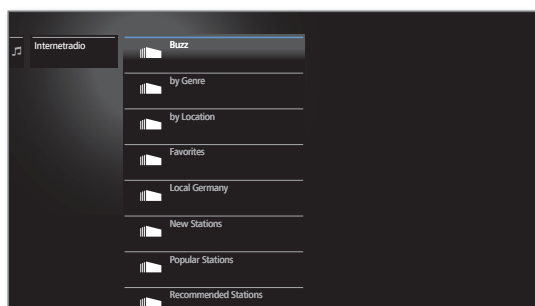 Internetradio
Buzz
by Genre
by Location
Favorites
Local Germany
New Stations
Popular Stations
Recommended Stations